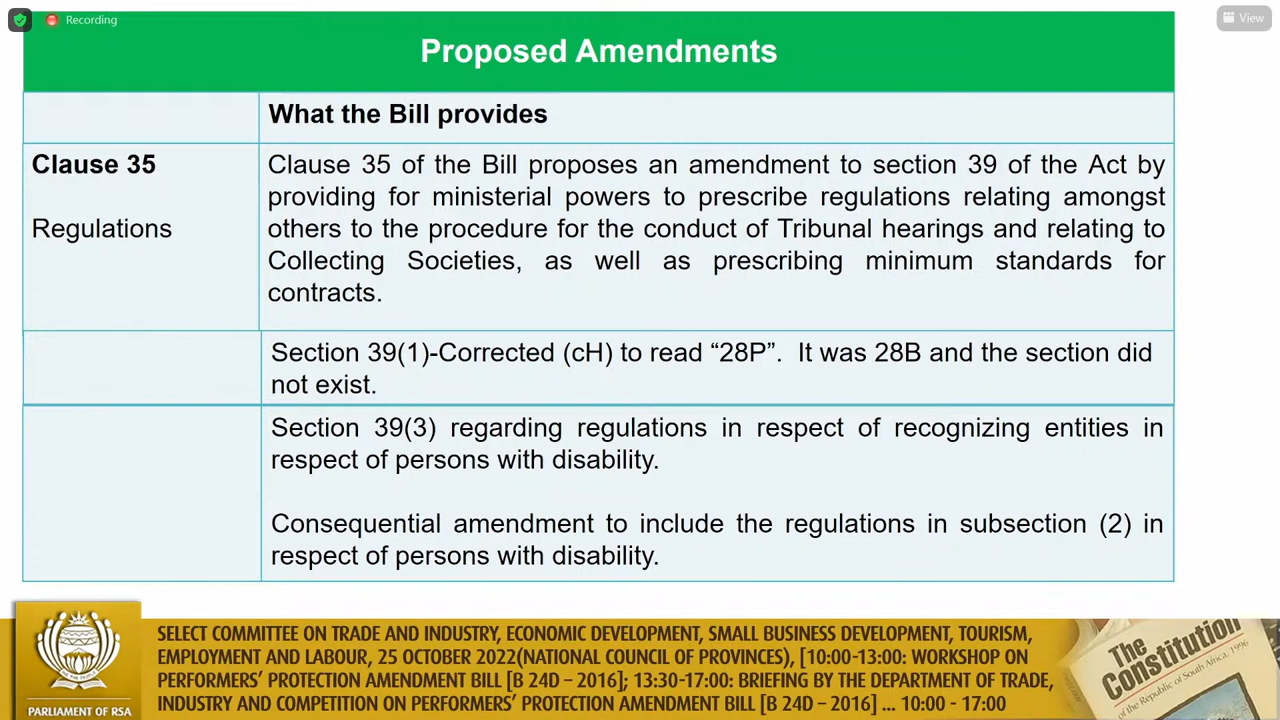 Recording
View
Proposed Amendments
What the Bill provides
Clause 35
Regulations
Clause 35 of the Bill proposes an amendment to section 39 of the Act by
providing for ministerial powers to prescribe regulations relating amongst
others to the procedure for the conduct of Tribunal hearings and relating to
Collecting Societies, as well as prescribing minimum standards for
contracts.
Section 39(1)-Corrected (cH) to read “28P”. It was 28B and the section did
not exist.
Section 39(3) regarding regulations in respect of recognizing entities in
respect of persons with disability.
Consequential amendment to include the regulations in subsection (2) in
respect of persons with disability.
PARLIAMENT OF RSA
SELECT COMMITTEE ON TRADE AND INDUSTRY, ECONOMIC DEVELOPMENT, SMALL BUSINESS DEVELOPMENT, TOURISM,
EMPLOYMENT AND LABOUR, 25 OCTOBER 2022(NATIONAL COUNCIL OF PROVINCES), [10:00-13:00: WORKSHOP ON
PERFORMERS’ PROTECTION AMENDMENT BILL [B 24D – 2016]; 13:30-17:00: BRIEFING BY THE DEPARTMENT OF TRADE,
INDUSTRY AND COMPETITION ON PERFORMERS’ PROTECTION AMENDMENT BILL [B 24D – 2016] ... 10:00 - 17:00
The
Constitution
of the Republic of South Africa, 1996